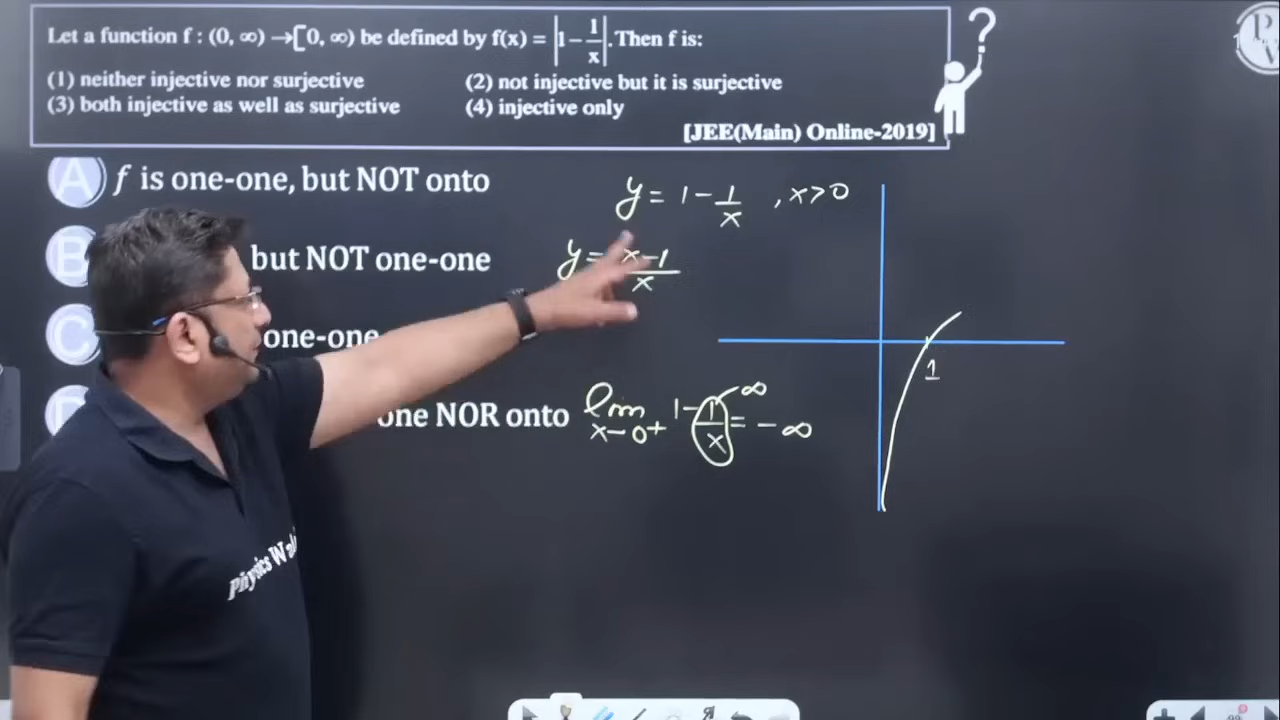 Let a function f : (0, ∞) →[0, ∞) be defined by f(x) = |1 − 1/x|. Then f is:
(1) neither injective nor surjective (2) not injective but it is surjective
(3) both injective as well as surjective (4) injective only
[JEE(Main) Online-2019]
?
A f is one-one, but NOT onto
B but NOT one-one
C one-one
one NOR onto
y = 1 − 1/x , x>0
y = x−1/x
lim x→0+ 1 − 1/x = −∞
∞
1
Physics
P
W